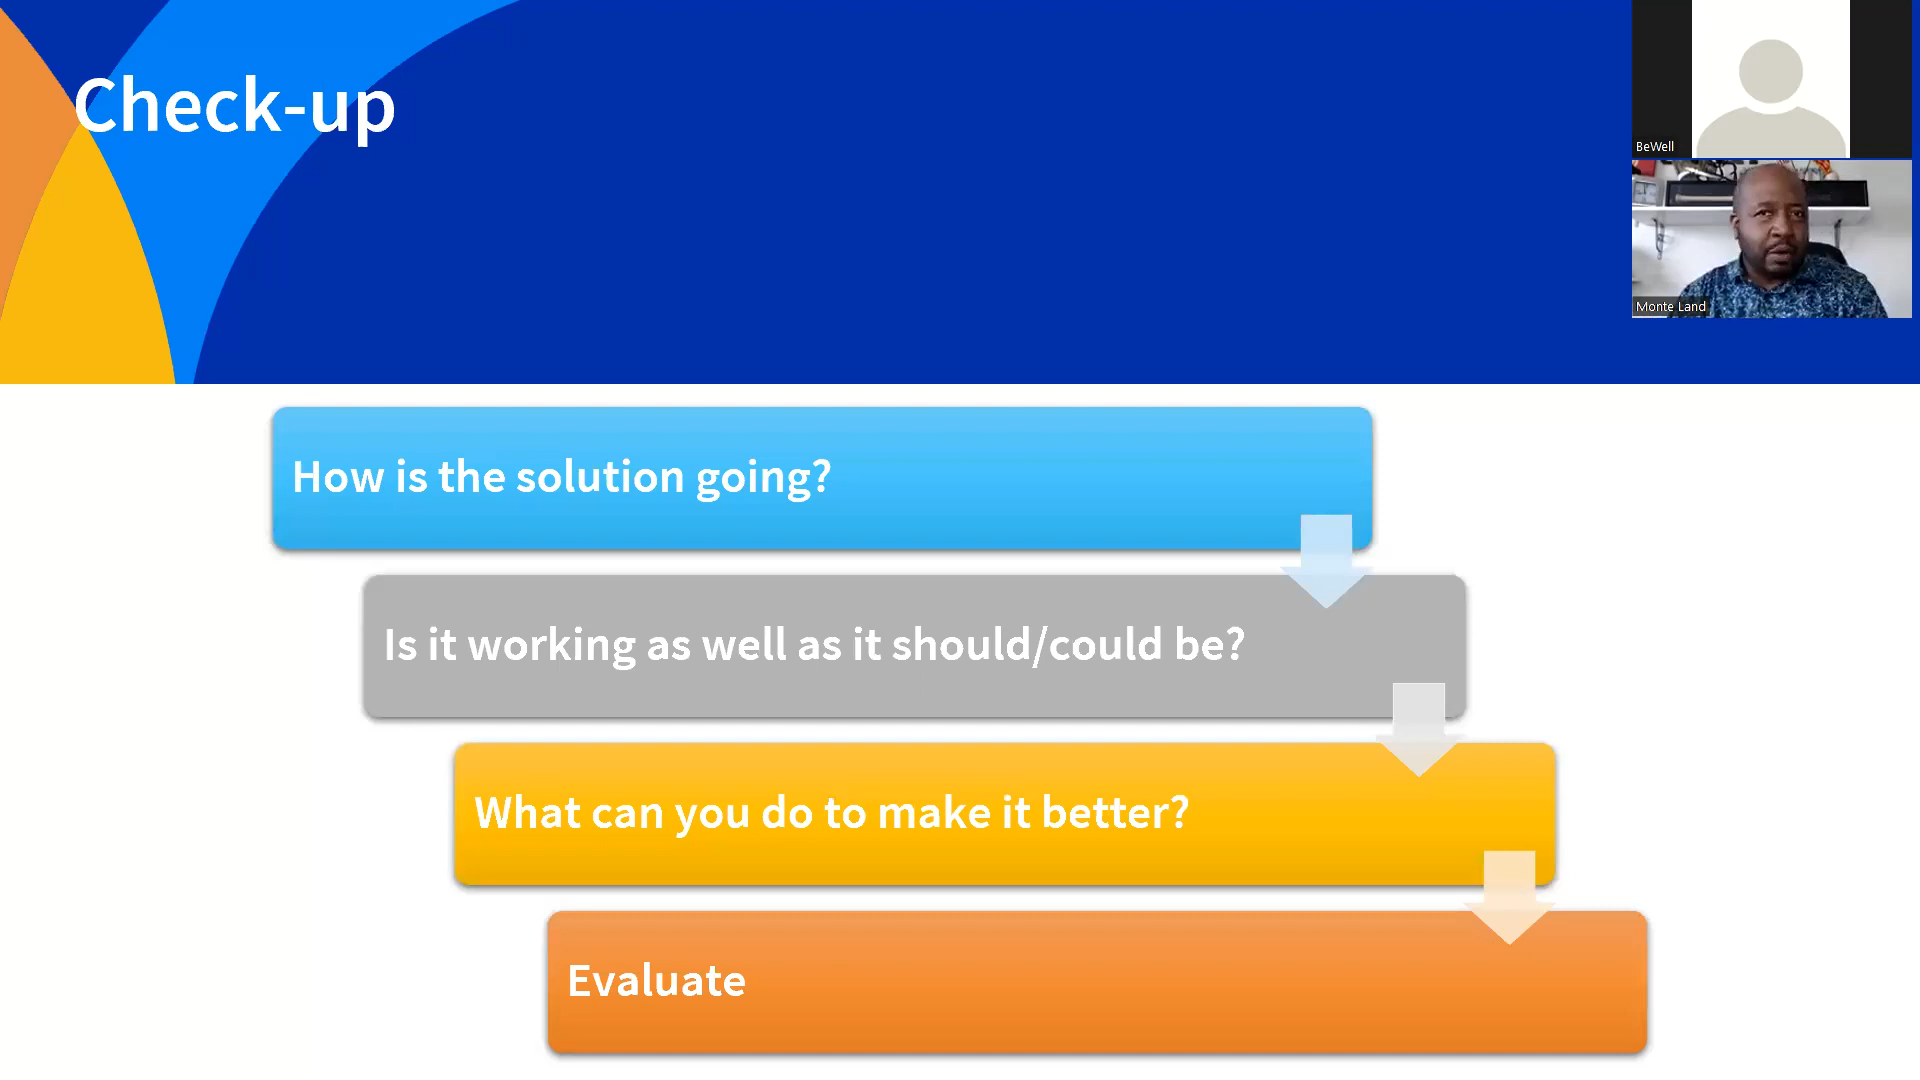 Check-up
BeWell
Monte Land
How is the solution going?
Is it working as well as it should/could be?
What can you do to make it better?
Evaluate